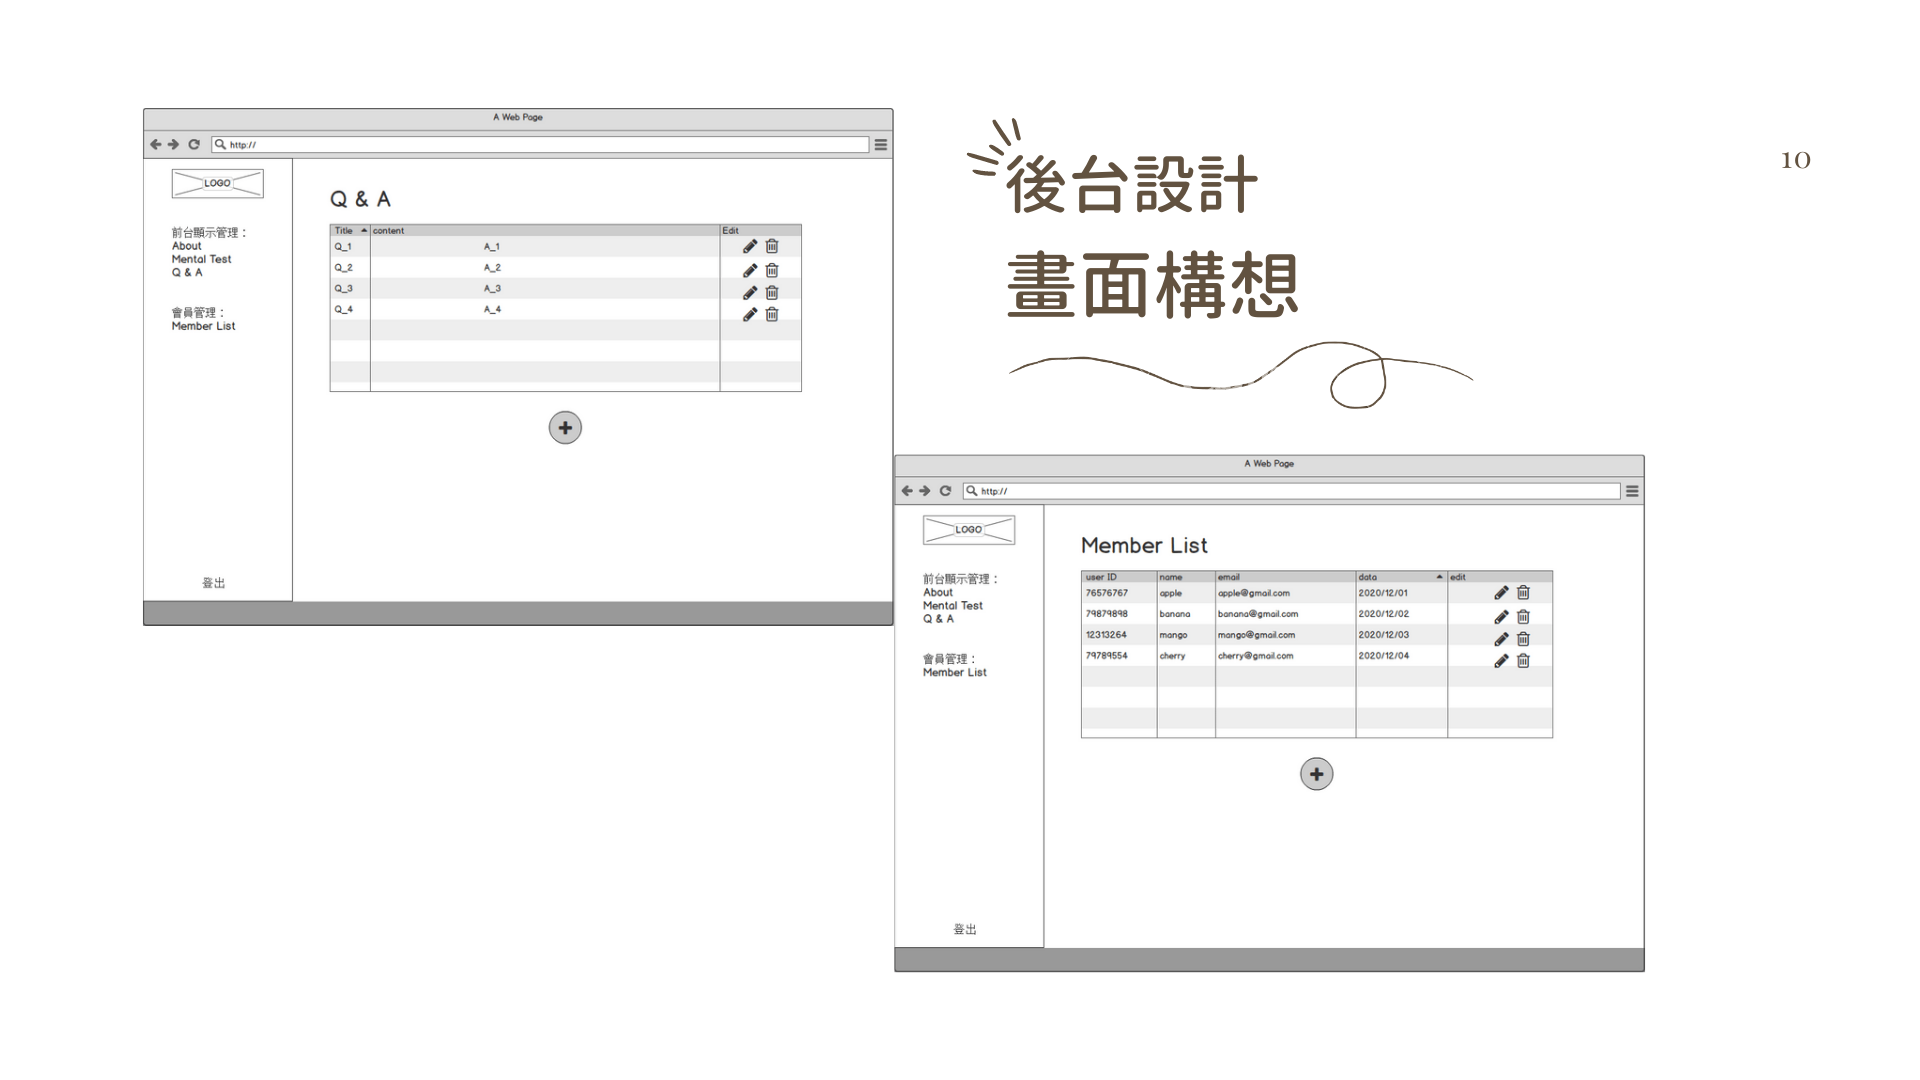 A Web Page
http://
LOGO
前台顯示管理：
About
Mental Test
Q & A
會員管理：
Member List
登出
Q & A
Title content Edit
Q_1 A_1
Q_2 A_2
Q_3 A_3
Q_4 A_4
後台設計
畫面構想
10
A Web Page
http://
LOGO
前台顯示管理：
About
Mental Test
Q & A
會員管理：
Member List
登出
Member List
user ID name email data edit
76576767 apple apple@gmail.com 2020/12/01
79879898 banana banana@gmail.com 2020/12/02
12313264 mango mango@gmail.com 2020/12/03
79789554 cherry cherry@gmail.com 2020/12/04